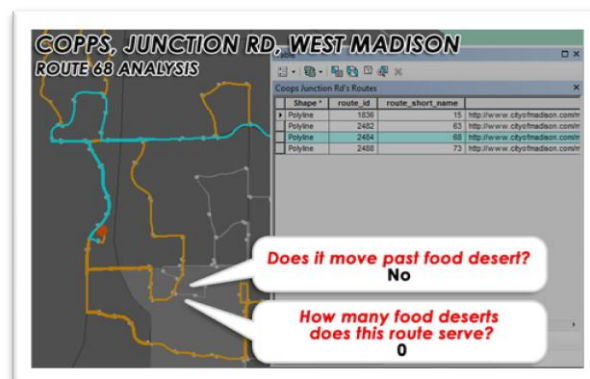 COPPS, JUNCTION RD, WEST MADISON
ROUTE 68 ANALYSIS
Coops Junction Rd's Routes
Shape * route_id route_short_name
Polyline 1836 15 http://www.cityofmadison.com/m
Polyline 2482 63 http://www.cityofmadison.com/m
Polyline 2484 68 http://www.cityofmadison.com/m
Polyline 2488 73 http://www.cityofmadison.com/m
Does it move past food desert?
No
How many food deserts
does this route serve?
0